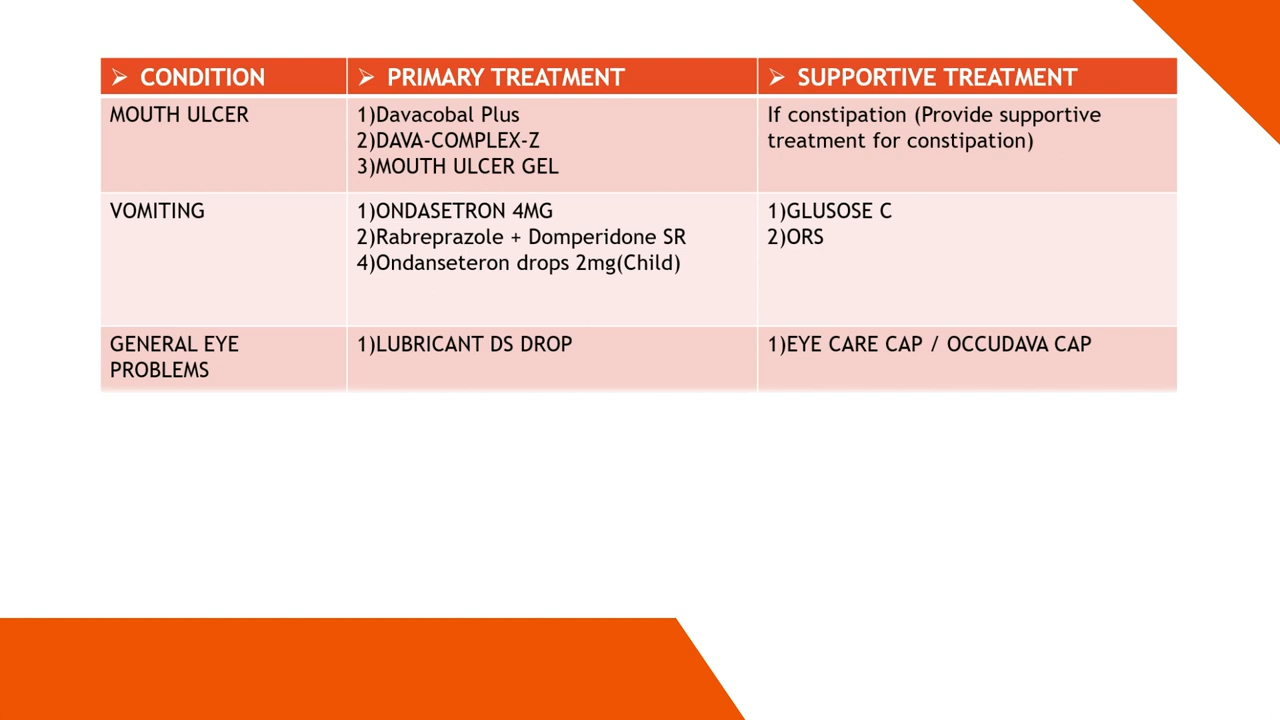 ➢ CONDITION
➢ PRIMARY TREATMENT
➢ SUPPORTIVE TREATMENT
MOUTH ULCER
1)Davacobal Plus
2)DAVA-COMPLEX-Z
3)MOUTH ULCER GEL
If constipation (Provide supportive
treatment for constipation)
VOMITING
1)ONDASETRON 4MG
2)Rabreprazole + Domperidone SR
4)Ondanseteron drops 2mg(Child)
1)GLUSOSE C
2)ORS
GENERAL EYE
PROBLEMS
1)LUBRICANT DS DROP
1)EYE CARE CAP / OCCUDAVA CAP